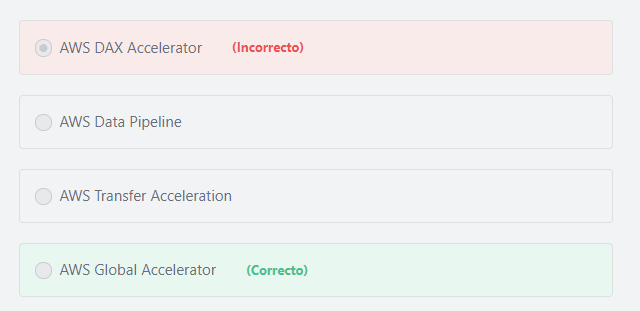 AWS DAX Accelerator (Incorrecto)
AWS Data Pipeline
AWS Transfer Acceleration
AWS Global Accelerator (Correcto)